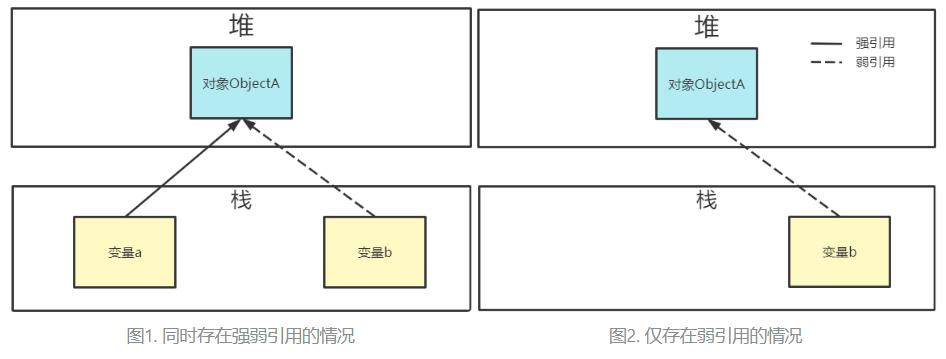 堆
对象ObjectA
栈
变量a
变量b
图1. 同时存在强弱引用的情况
堆
强引用
弱引用
对象ObjectA
栈
变量b
图2. 仅存在弱引用的情况